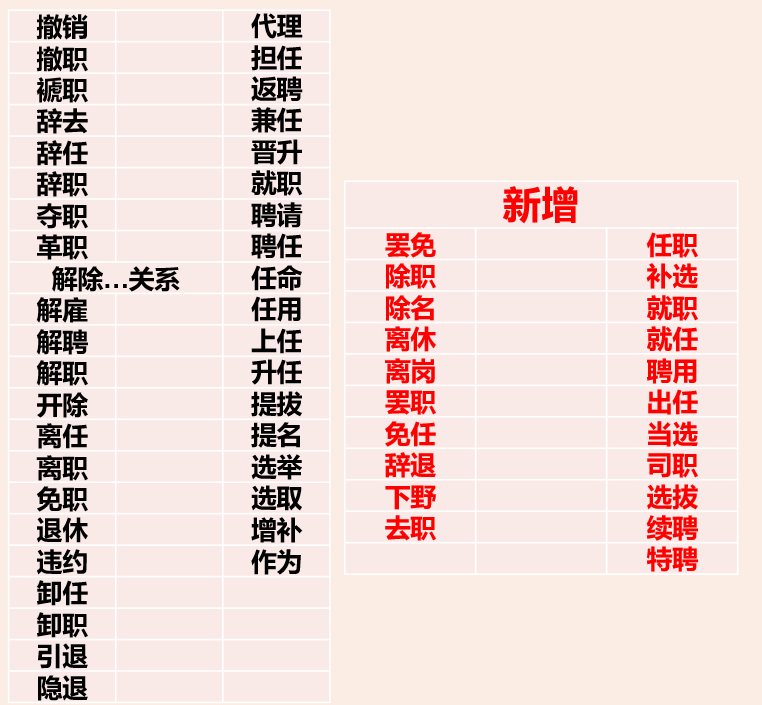 撤销 代理
撤职 担任
褫职 返聘
辞去 兼任
辞任 晋升
辞职 就职
夺职 聘请
革职 聘任
解除…关系 任命
解雇 任用
解聘 上任
解职 升任
开除 提拔
离任 提名
离职 选举
免职 选取
退休 增补
违约 作为
卸任
卸职
引退
隐退
新增
罢免 任职
除职 补选
除名 就职
离休 就任
离岗 聘用
罢职 出任
免任 当选
辞退 司职
下野 选拔
去职 续聘
特聘